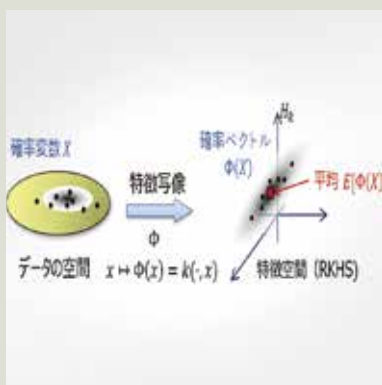 確率変数 X
データの空間
特徴写像
Φ
x ↦ Φ(x) = k(·, x)
H_k
確率ベクトル
Φ(X)
平均 E[Φ(X)]
特徴空間 (RKHS)